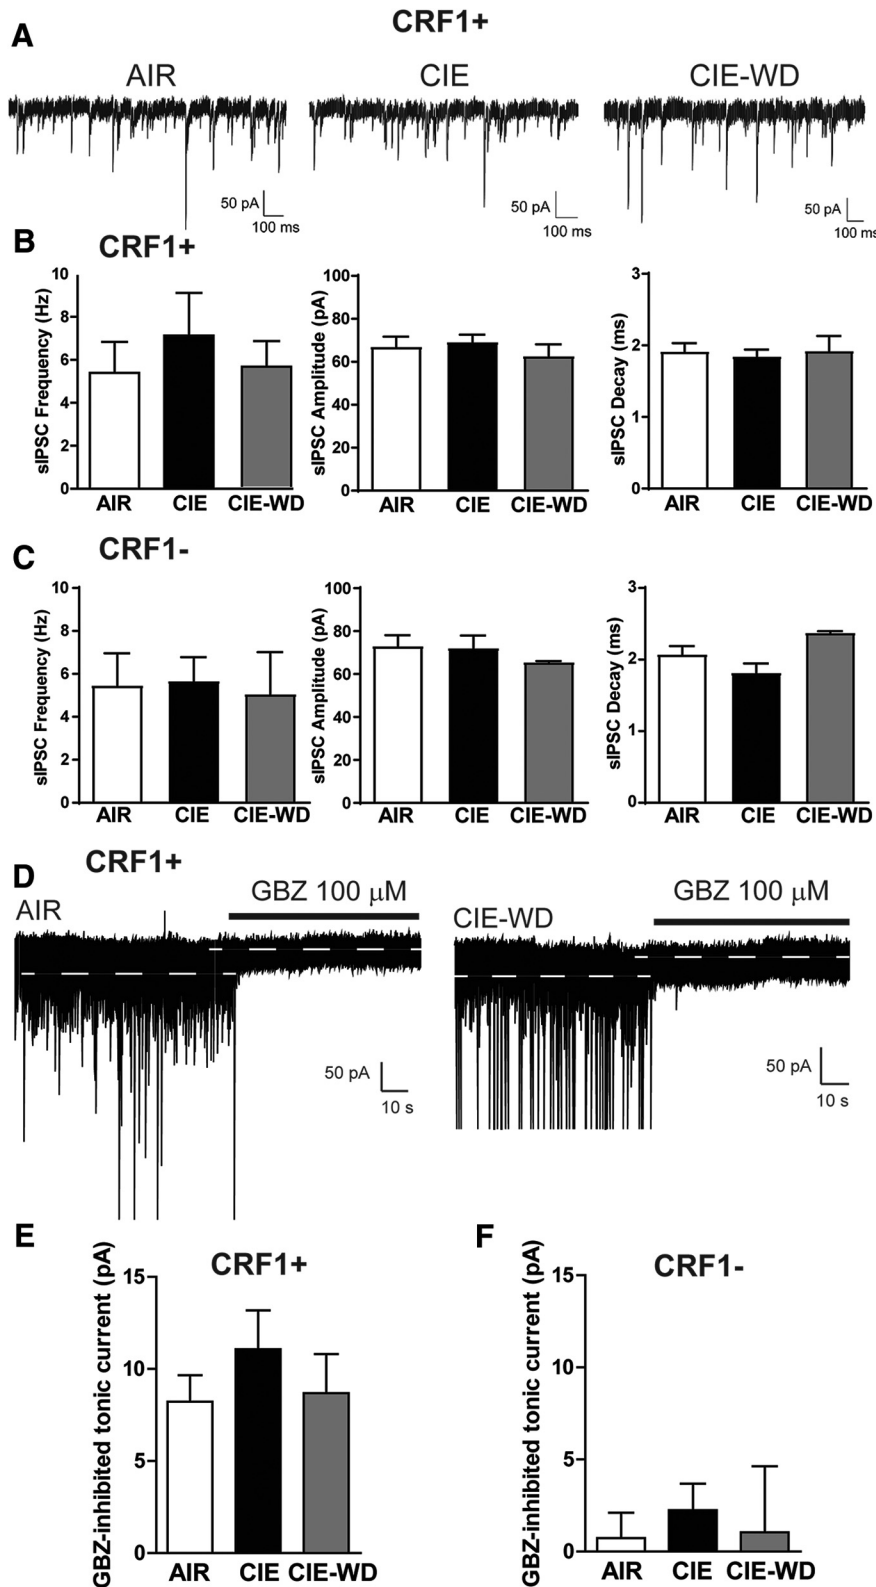 A
CRF1+
AIR
CIE
CIE-WD
50 pA
100 ms
50 pA
100 ms
50 pA
100 ms
B
CRF1+
sIPSC Frequency (Hz)
10
8
6
4
2
0
AIR
CIE
CIE-WD
sIPSC Amplitude (pA)
100
80
60
40
20
0
AIR
CIE
CIE-WD
sIPSC Decay (ms)
3
2
1
0
AIR
CIE
CIE-WD
C
CRF1-
sIPSC Frequency (Hz)
10
8
6
4
2
0
AIR
CIE
CIE-WD
sIPSC Amplitude (pA)
100
80
60
40
20
0
AIR
CIE
CIE-WD
sIPSC Decay (ms)
3
2
1
0
AIR
CIE
CIE-WD
D
CRF1+
AIR
GBZ 100 μM
50 pA
10 s
CIE-WD
GBZ 100 μM
50 pA
10 s
E
CRF1+
GBZ-inhibited tonic current (pA)
15
10
5
0
AIR
CIE
CIE-WD
F
CRF1-
GBZ-inhibited tonic current (pA)
15
10
5
0
AIR
CIE
CIE-WD